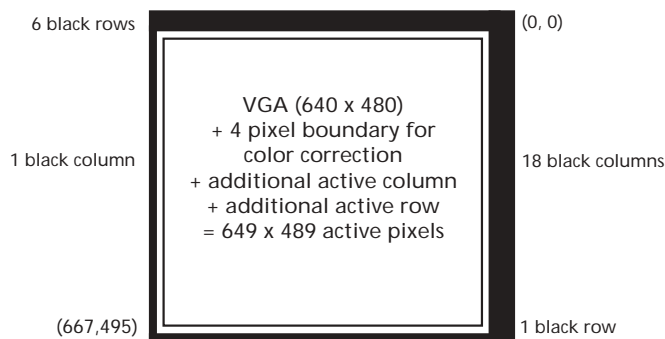 6 black rows
(0, 0)
VGA (640 x 480)
+ 4 pixel boundary for
color correction
+ additional active column
+ additional active row
= 649 x 489 active pixels
1 black column
18 black columns
(667,495)
1 black row